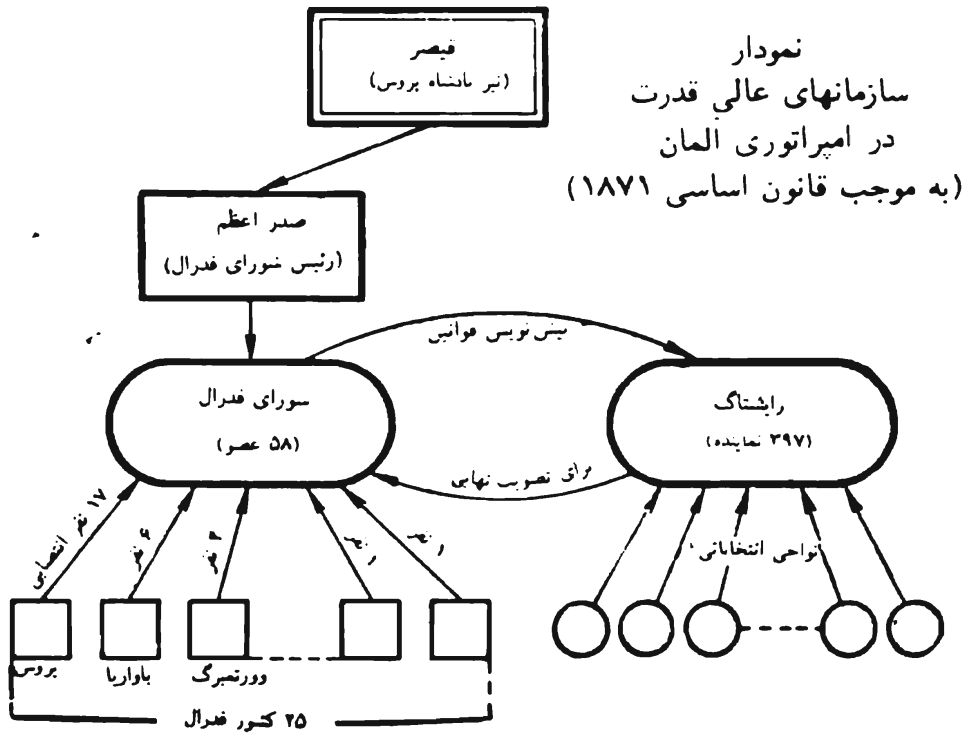 نمودار
سازمانهای عالی قدرت
در امپراتوری المان
(به موجب قانون اساسی ۱۸۷۱)
قیصر
(نیز پادشاه پروس)
صدر اعظم
(رئیس شورای فدرال)
پیش نویس قوانین
شورای فدرال
(۵۸ عضو)
رایشتاگ
(۳۹۷ نماینده)
برای تصویب نهایی
۱۷ نفر انتصابی
۶ نفر
۴ نفر
۱ نفر
۱ نفر
نواحی انتخاباتی
پروس
باواریا
وورتمبرگ
۲۵ کشور فدرال